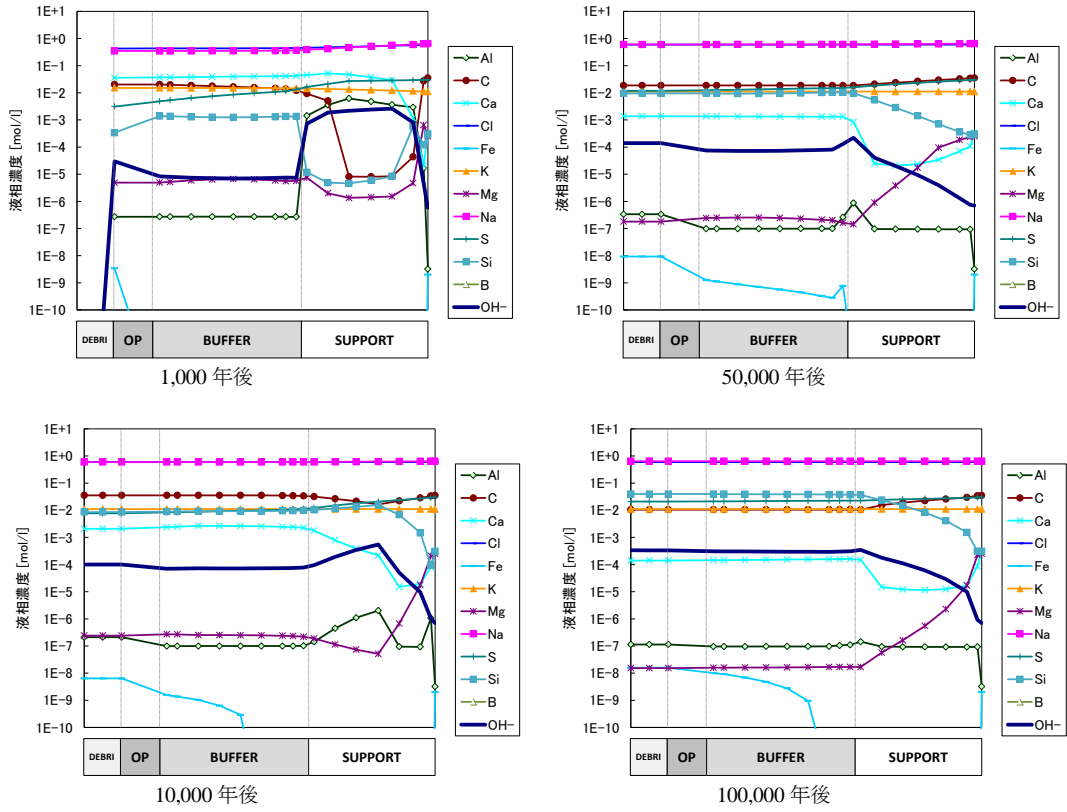 液相濃度 [mol/l]
1E+1
1E+0
1E-1
1E-2
1E-3
1E-4
1E-5
1E-6
1E-7
1E-8
1E-9
1E-10
Al
C
Ca
Cl
Fe
K
Mg
Na
S
Si
B
OH-
DEBRI OP BUFFER SUPPORT
1,000 年後
液相濃度 [mol/l]
1E+1
1E+0
1E-1
1E-2
1E-3
1E-4
1E-5
1E-6
1E-7
1E-8
1E-9
1E-10
Al
C
Ca
Cl
Fe
K
Mg
Na
S
Si
B
OH-
DEBRI OP BUFFER SUPPORT
50,000 年後
液相濃度 [mol/l]
1E+1
1E+0
1E-1
1E-2
1E-3
1E-4
1E-5
1E-6
1E-7
1E-8
1E-9
1E-10
Al
C
Ca
Cl
Fe
K
Mg
Na
S
Si
B
OH-
DEBRI OP BUFFER SUPPORT
10,000 年後
液相濃度 [mol/l]
1E+1
1E+0
1E-1
1E-2
1E-3
1E-4
1E-5
1E-6
1E-7
1E-8
1E-9
1E-10
Al
C
Ca
Cl
Fe
K
Mg
Na
S
Si
B
OH-
DEBRI OP BUFFER SUPPORT
100,000 年後